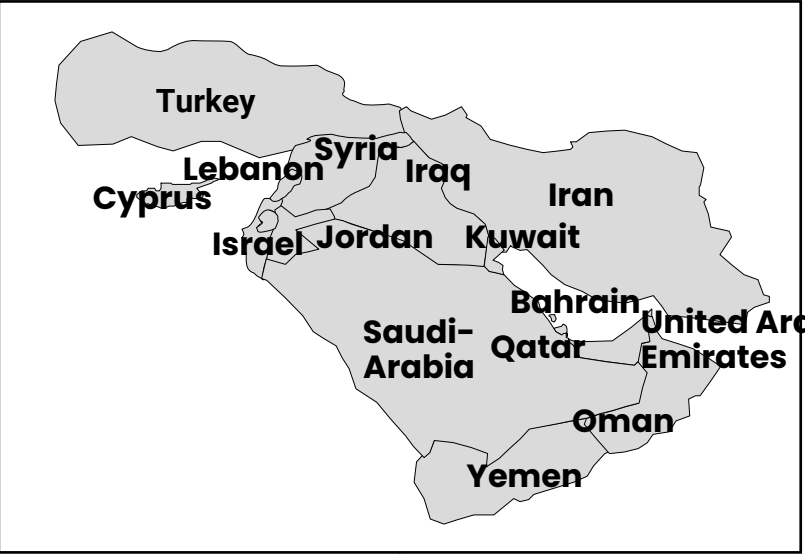 Turkey
Syria
Lebanon
Iraq
Cyprus
Iran
Israel
Jordan
Kuwait
Bahrain
United Ara
Emirates
Saudi-
Arabia
Qatar
Oman
Yemen